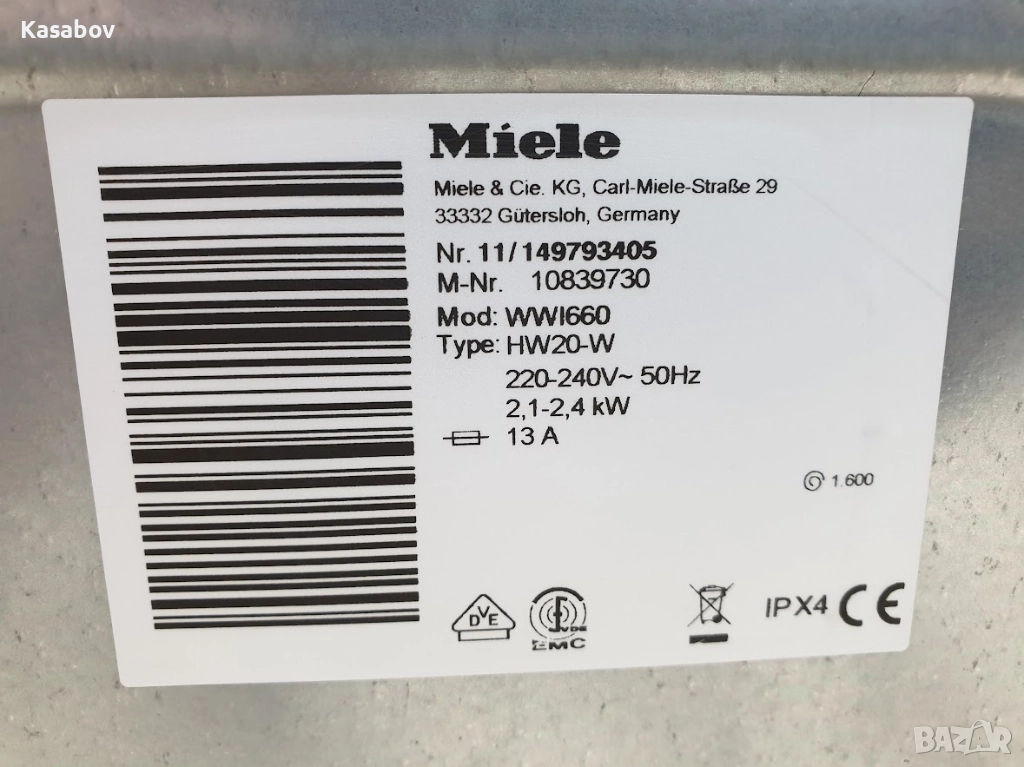 Kasabov
Miele
Miele & Cie. KG, Carl-Miele-Straße 29
33332 Gütersloh, Germany
Nr. 11/149793405
M-Nr. 10839730
Mod: WWI660
Type: HW20-W
220-240V~ 50Hz
2,1-2,4 kW
13 A
1.600
DVE
VDE
EMC
IPX4 CE
BAZAR